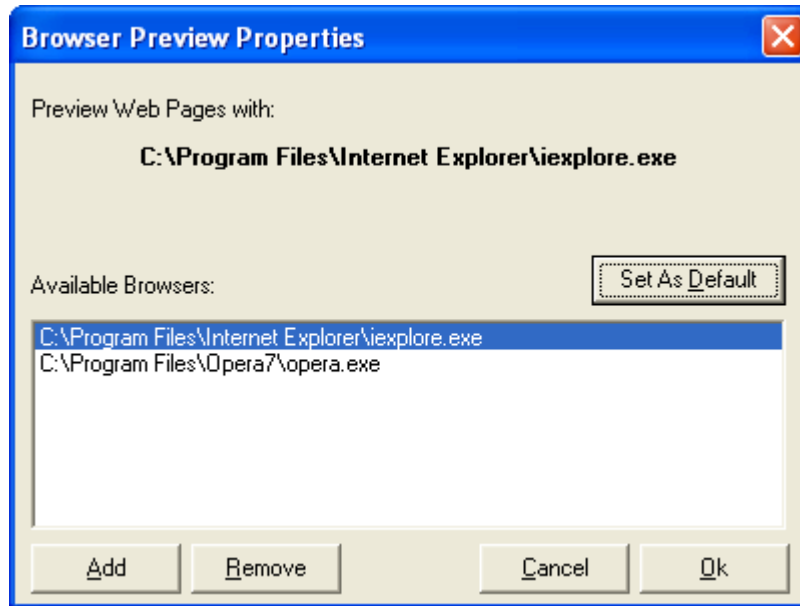 Browser Preview Properties
Preview Web Pages with:
C:\Program Files\Internet Explorer\iexplore.exe
Available Browsers:
Set As Default
C:\Program Files\Internet Explorer\iexplore.exe
C:\Program Files\Opera7\opera.exe
Add Remove Cancel Ok